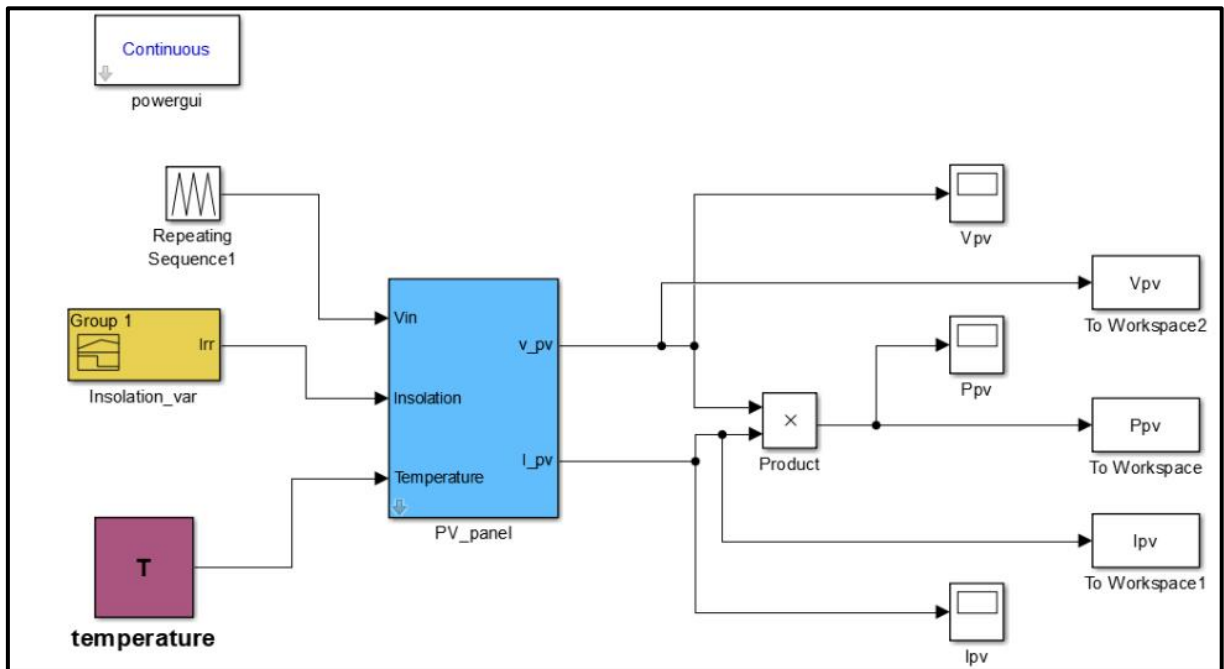 Continuous
powergui
Repeating
Sequence1
Vpv
Vin
Vpv
To Workspace2
Group 1
Irr
Insolation_var
v_pv
Ppv
Insolation
×
Product
Ppv
To Workspace
I_pv
Temperature
PV_panel
T
temperature
Ipv
To Workspace1
Ipv